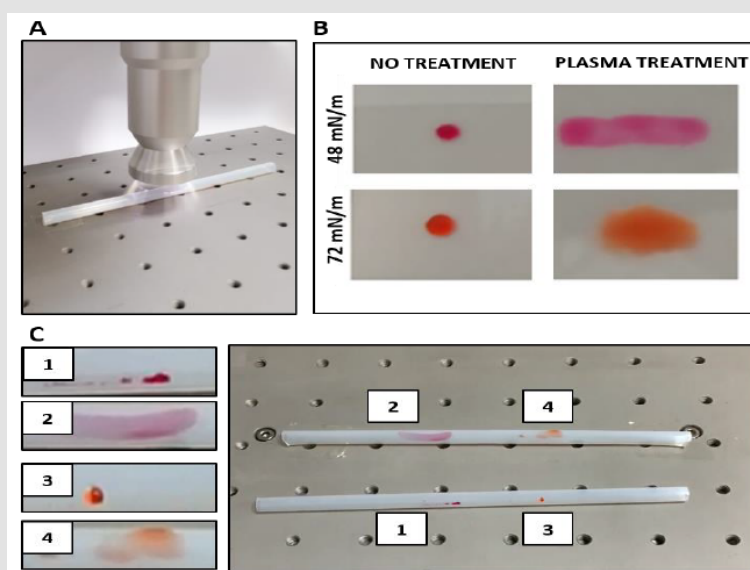 A
B
NO TREATMENT PLASMA TREATMENT
48 mN/m
72 mN/m
C
1
2
3
4
2 4
1 3